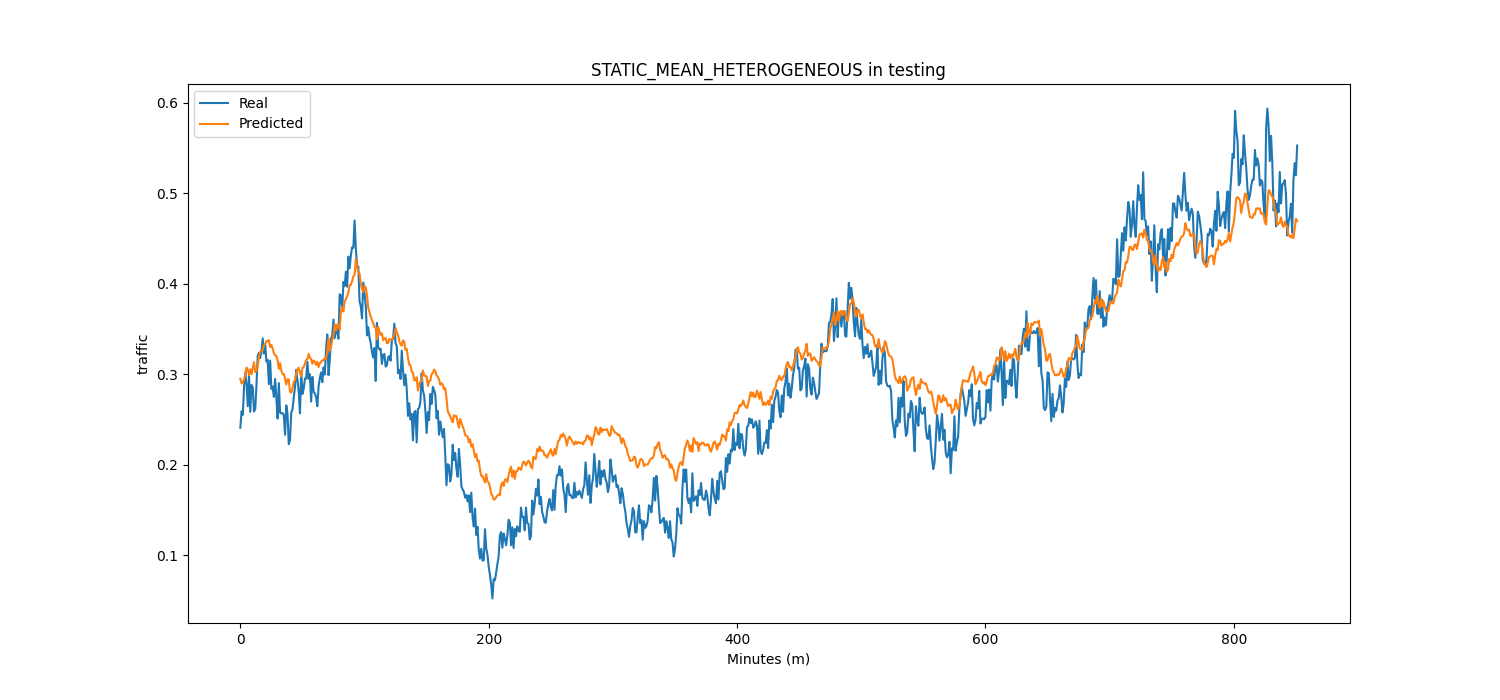 STATIC_MEAN_HETEROGENEOUS in testing
Real
Predicted
0.6
0.5
0.4
0.3
0.2
0.1
traffic
0 200 400 600 800
Minutes (m)